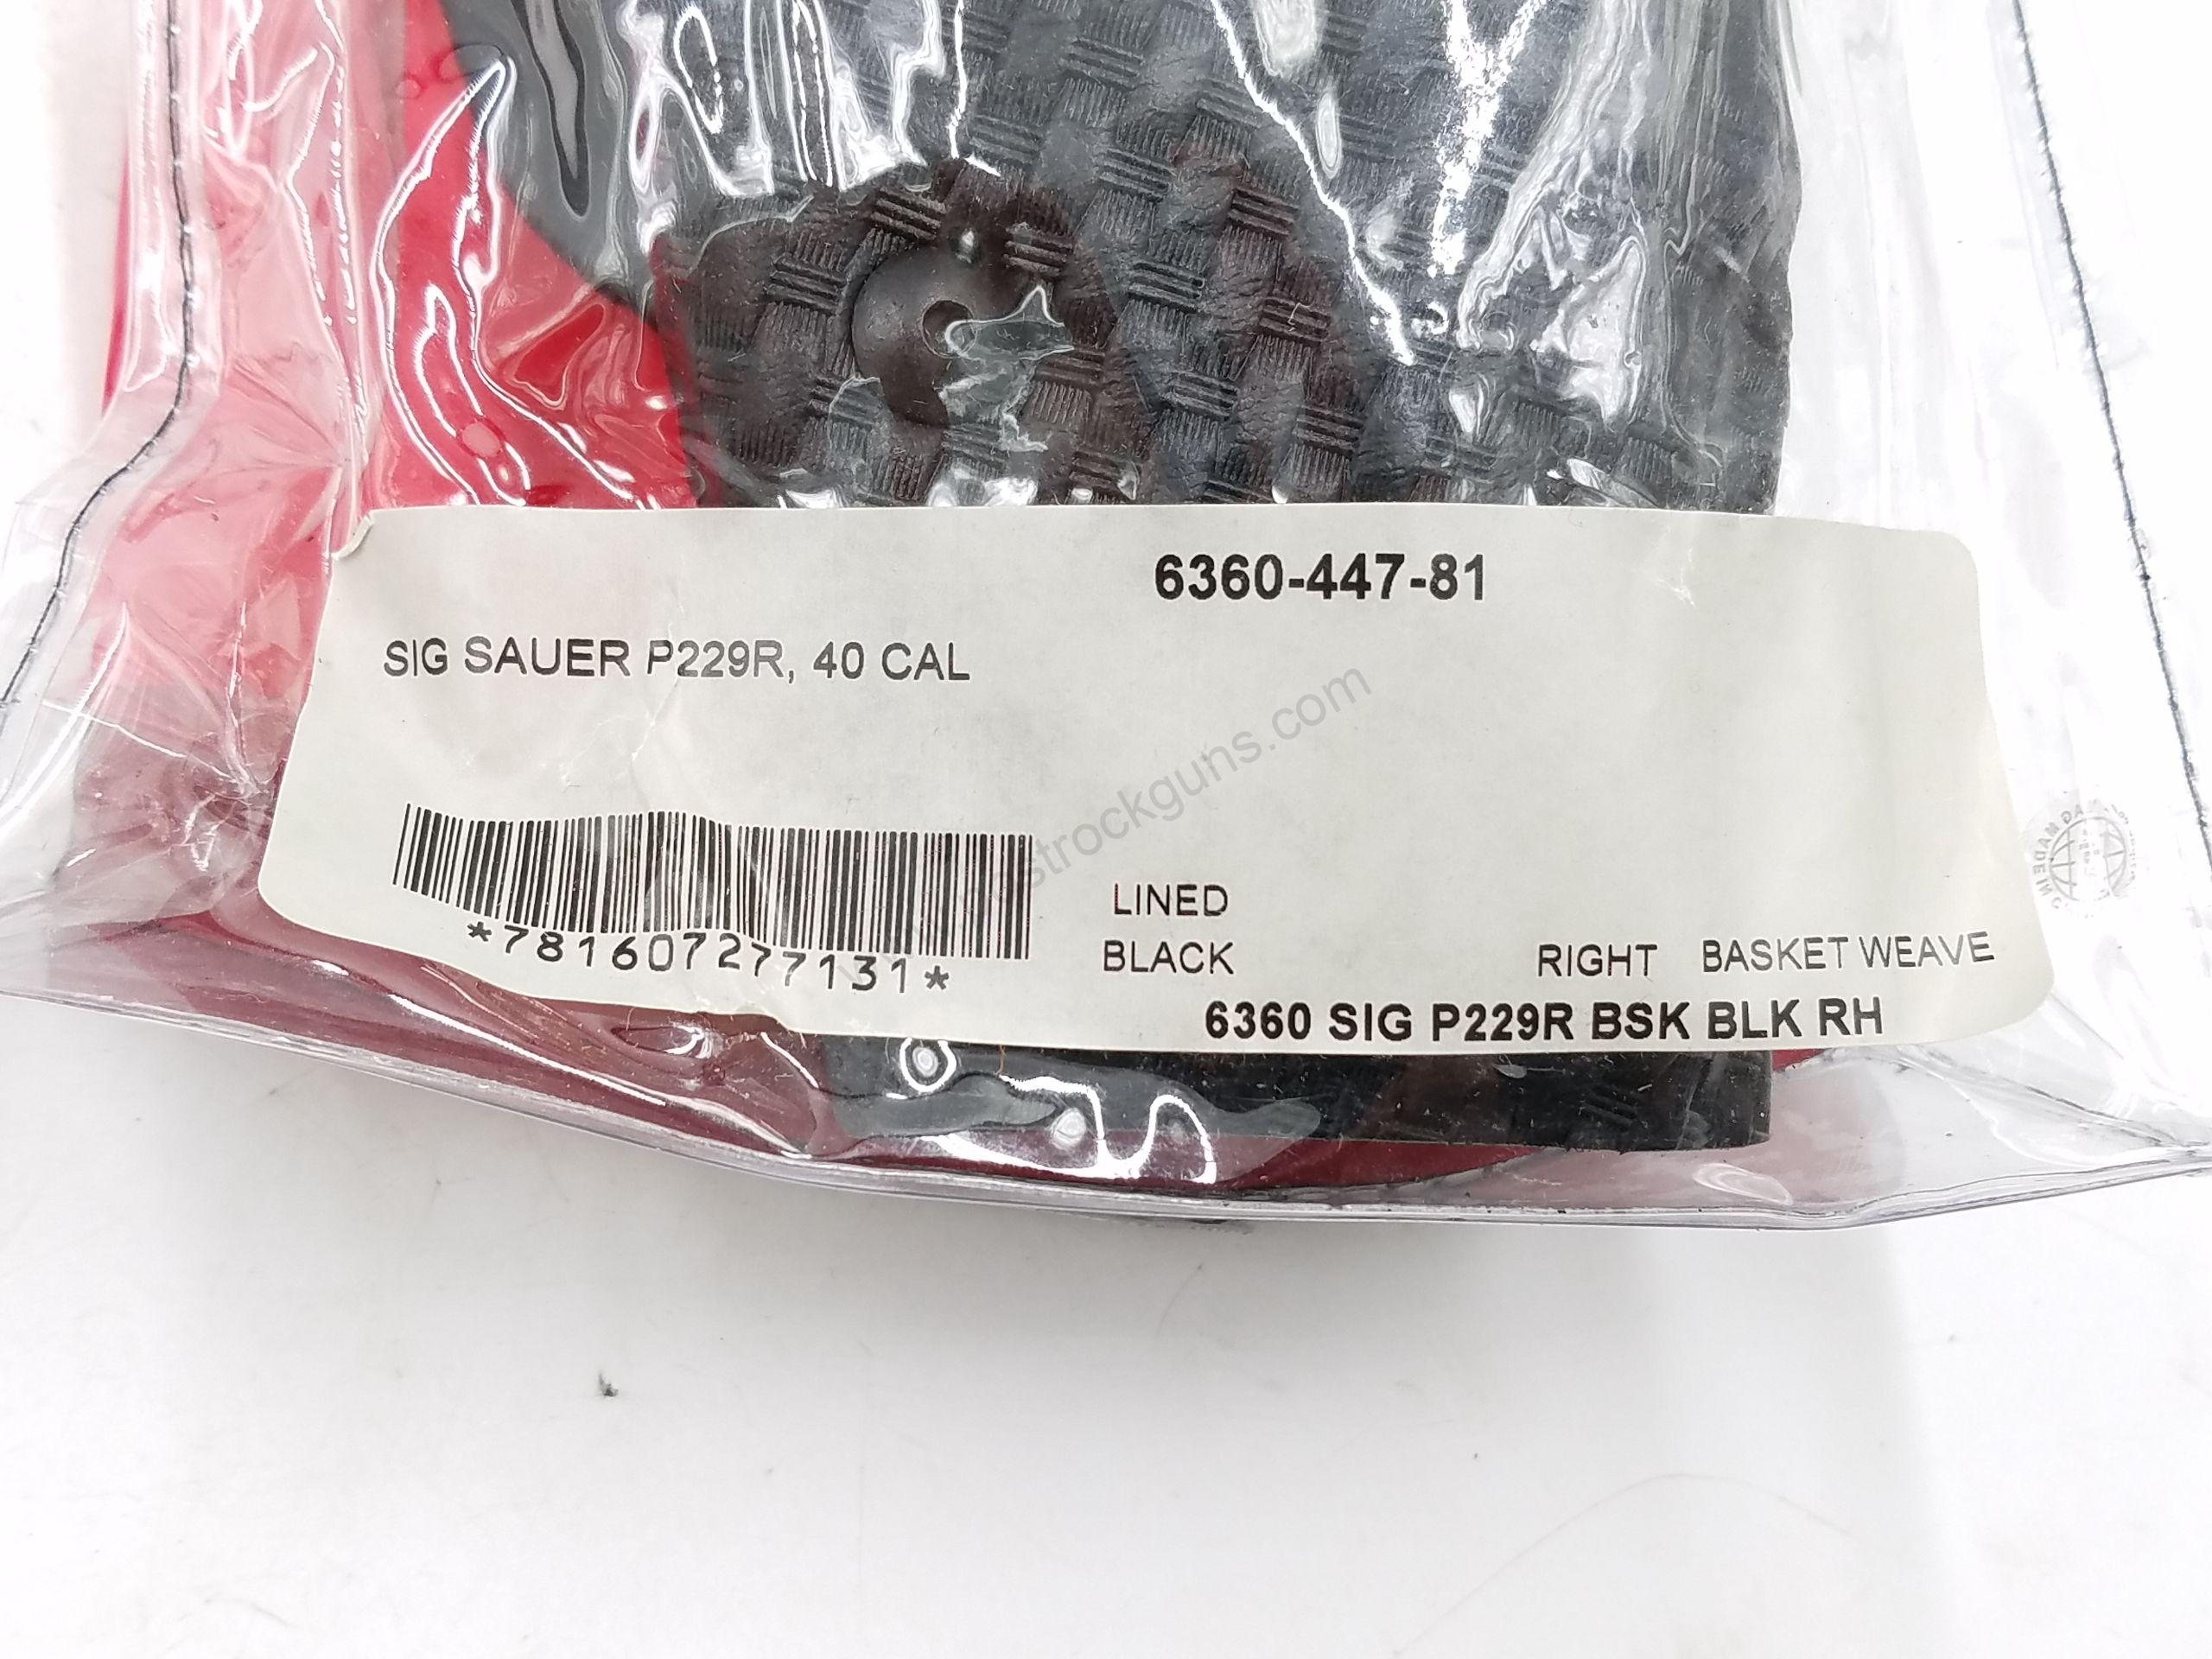 6360-447-81
SIG SAUER P229R, 40 CAL
*781607277131*
LINED
BLACK
RIGHT BASKET WEAVE
6360 SIG P229R BSK BLK RH